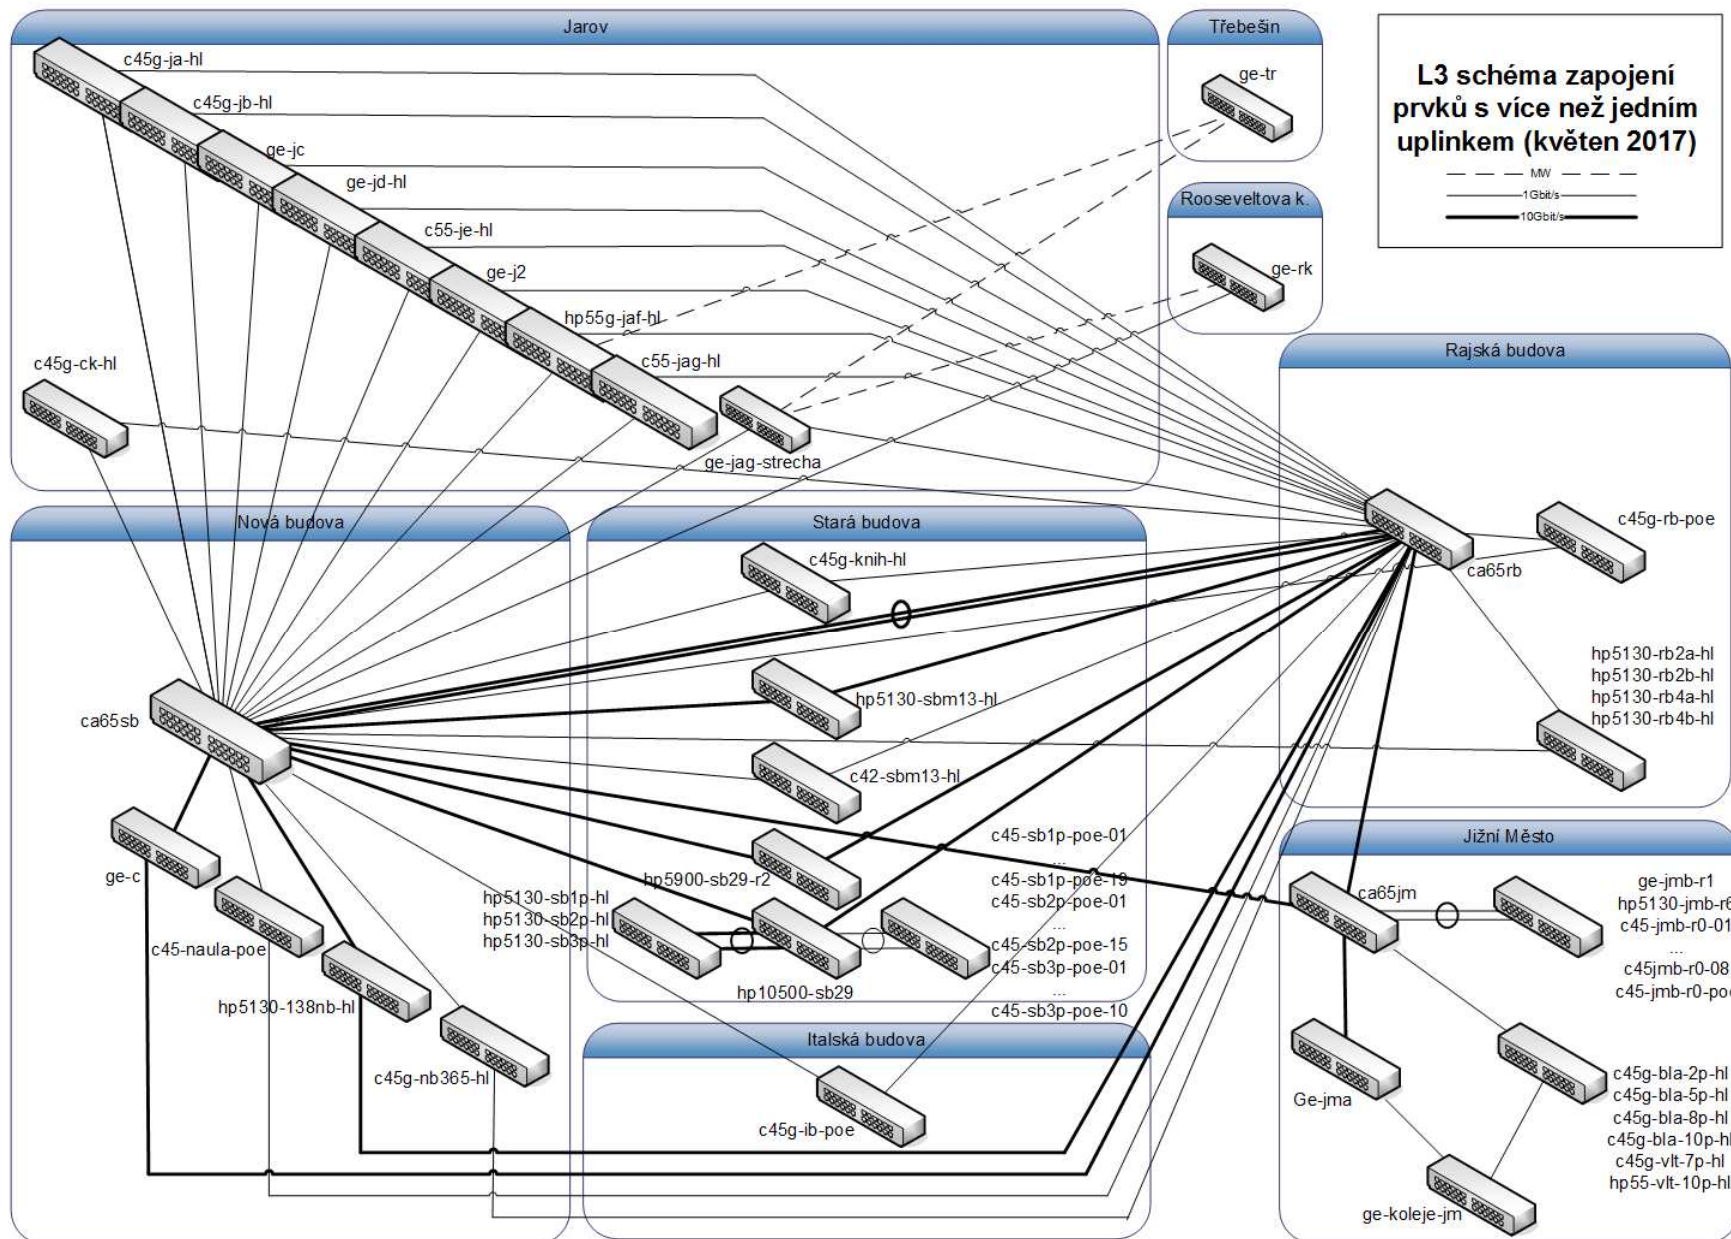 Jarov
Třebešín
L3 schéma zapojení
prvků s více než jedním
uplinkem (květen 2017)
MW
1Gbit/s
10Gbit/s
c45g-ja-hl
c45g-jb-hl
ge-jc
ge-jd-hl
c55-je-hl
ge-j2
hp55g-jaf-hl
c55-jag-hl
ge-jag-strecha
c45g-ck-hl
ge-tr
Rooseveltova k.
ge-rk
Rajská budova
ca65rb
c45g-rb-poe
hp5130-rb2a-hl
hp5130-rb2b-hl
hp5130-rb4a-hl
hp5130-rb4b-hl
Nová budova
ca65sb
ge-c
c45-naula-poe
hp5130-138nb-hl
c45g-nb365-hl
Stará budova
c45g-knih-hl
hp5130-sbm13-hl
c42-sbm13-hl
hp5900-sb29-r2
hp5130-sb1p-hl
hp5130-sb2p-hl
hp5130-sb3p-hl
hp10500-sb29
c45-sb1p-poe-01
...
c45-sb1p-poe-19
c45-sb2p-poe-01
...
c45-sb2p-poe-15
c45-sb3p-poe-01
...
c45-sb3p-poe-10
Italská budova
c45g-ib-poe
Jižní Město
ca65jm
ge-jmb-r1
hp5130-jmb-r6
c45-jmb-r0-01
...
c45jmb-r0-08
c45-jmb-r0-poe
Ge-jma
c45g-bla-2p-hl
c45g-bla-5p-hl
c45g-bla-8p-hl
c45g-bla-10p-hl
c45g-vlt-7p-hl
hp55-vlt-10p-hl
ge-koleje-jm